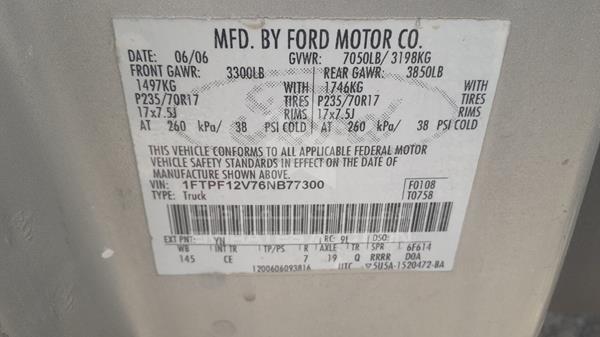 MFD. BY FORD MOTOR CO.
DATE: 06/06 GVWR: 7050LB/ 3198KG
FRONT GAWR: 3300LB REAR GAWR: 3850LB
1497KG WITH 1746KG WITH
P235/70R17 TIRES P235/70R17 TIRES
17x7.5J RIMS 17x7.5J RIMS
AT 260 kPa/ 38 PSI COLD AT 260 kPa/ 38 PSI COLD
THIS VEHICLE CONFORMS TO ALL APPLICABLE FEDERAL MOTOR
VEHICLE SAFETY STANDARDS IN EFFECT ON THE DATE OF
MANUFACTURE SHOWN ABOVE.
VIN: 1FTPF12V76NB77300 F0108
TYPE: Truck T0758
EXT PNT: YN RC: 91 DSO:
WB INT TR TP/PS R AXLE TR SPR 6F614
145 CE 7 19 Q RRRR DOA
1200606093816 UTC ▽5U5A-1520472-BA